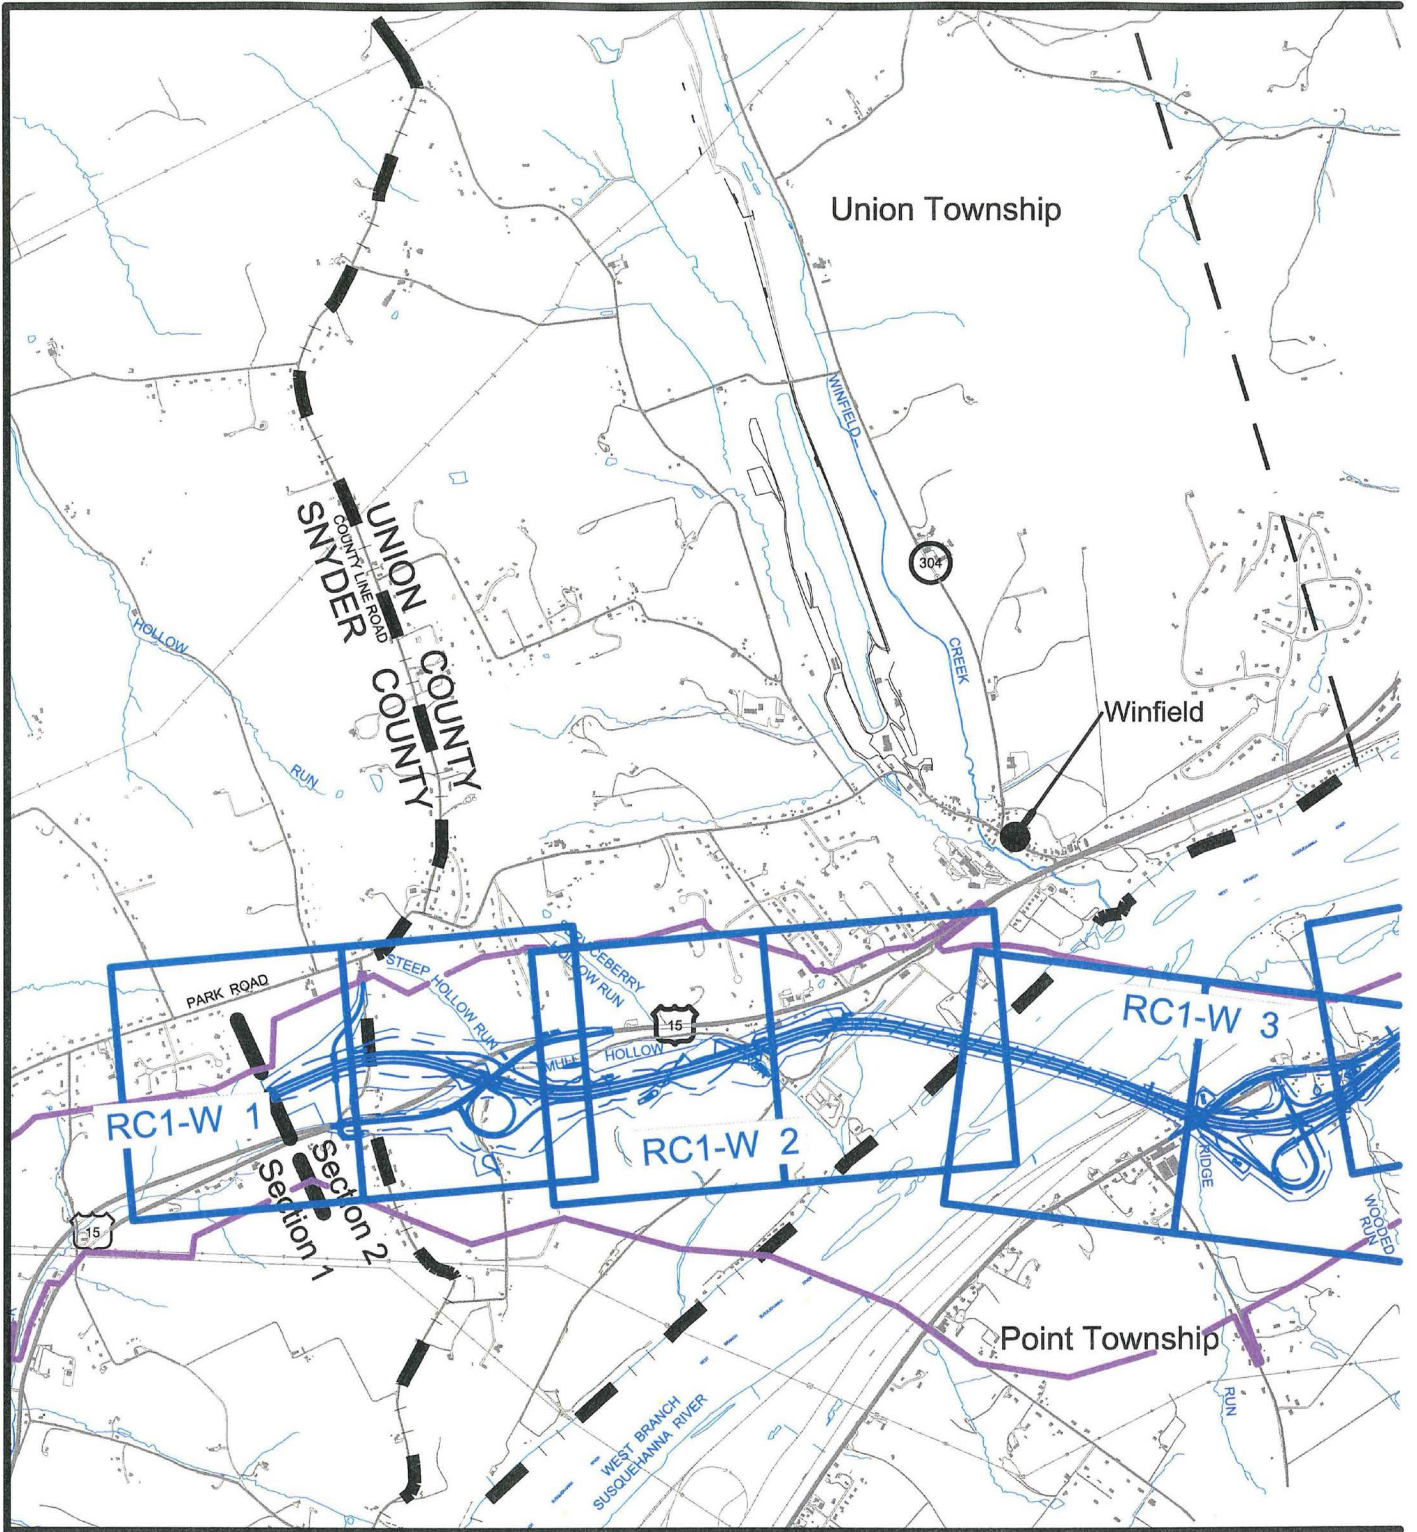 Union Township
WINFIELD
304
CREEK
Winfield
UNION COUNTY
COUNTY LINE ROAD
SNYDER COUNTY
HOLLOW
RUN
PARK ROAD
STEEP HOLLOW RUN
HOLLOW RUN
15
HOLLOW
RC1-W 1
RC1-W 2
RC1-W 3
Section 2
Section 1
15
RIDGE
RUN
WOODED
RUN
Point Township
WEST BRANCH
SUSQUEHANNA RIVER